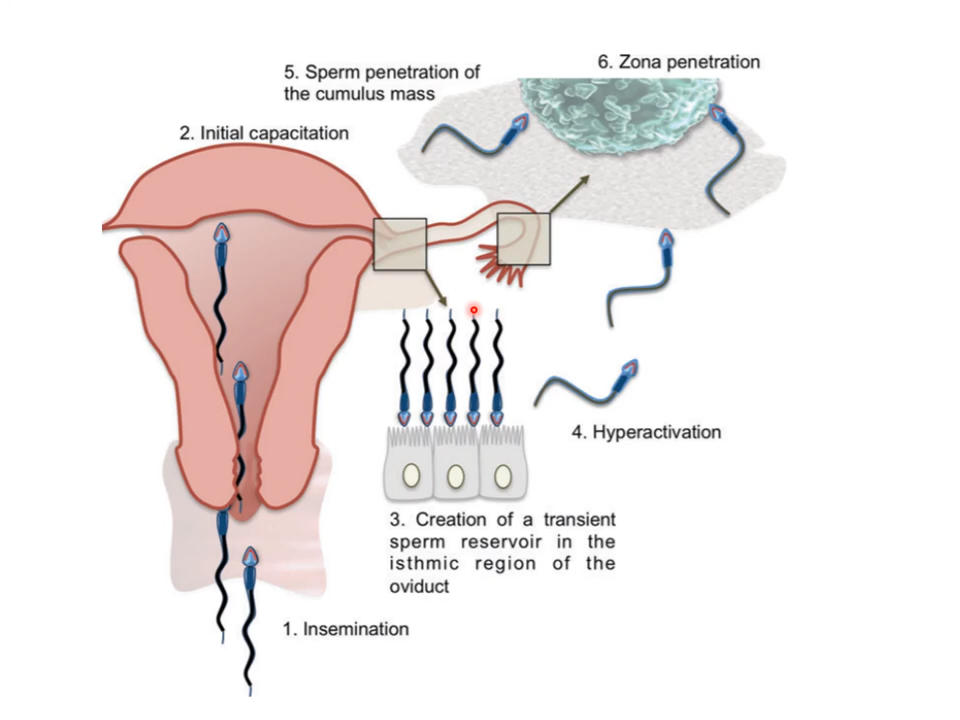 5. Sperm penetration of
the cumulus mass
6. Zona penetration
2. Initial capacitation
4. Hyperactivation
3. Creation of a transient
sperm reservoir in the
isthmic region of the
oviduct
1. Insemination